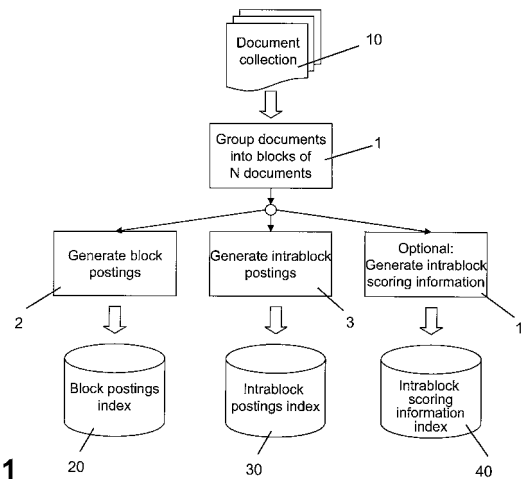 Document
collection
10
Group documents
into blocks of
N documents
1
Generate block
postings
2
Generate intrablock
postings
3
Optional:
Generate intrablock
scoring information
1
Block postings
index
20
Intrablock
postings index
30
Intrablock
scoring
information
index
40
1